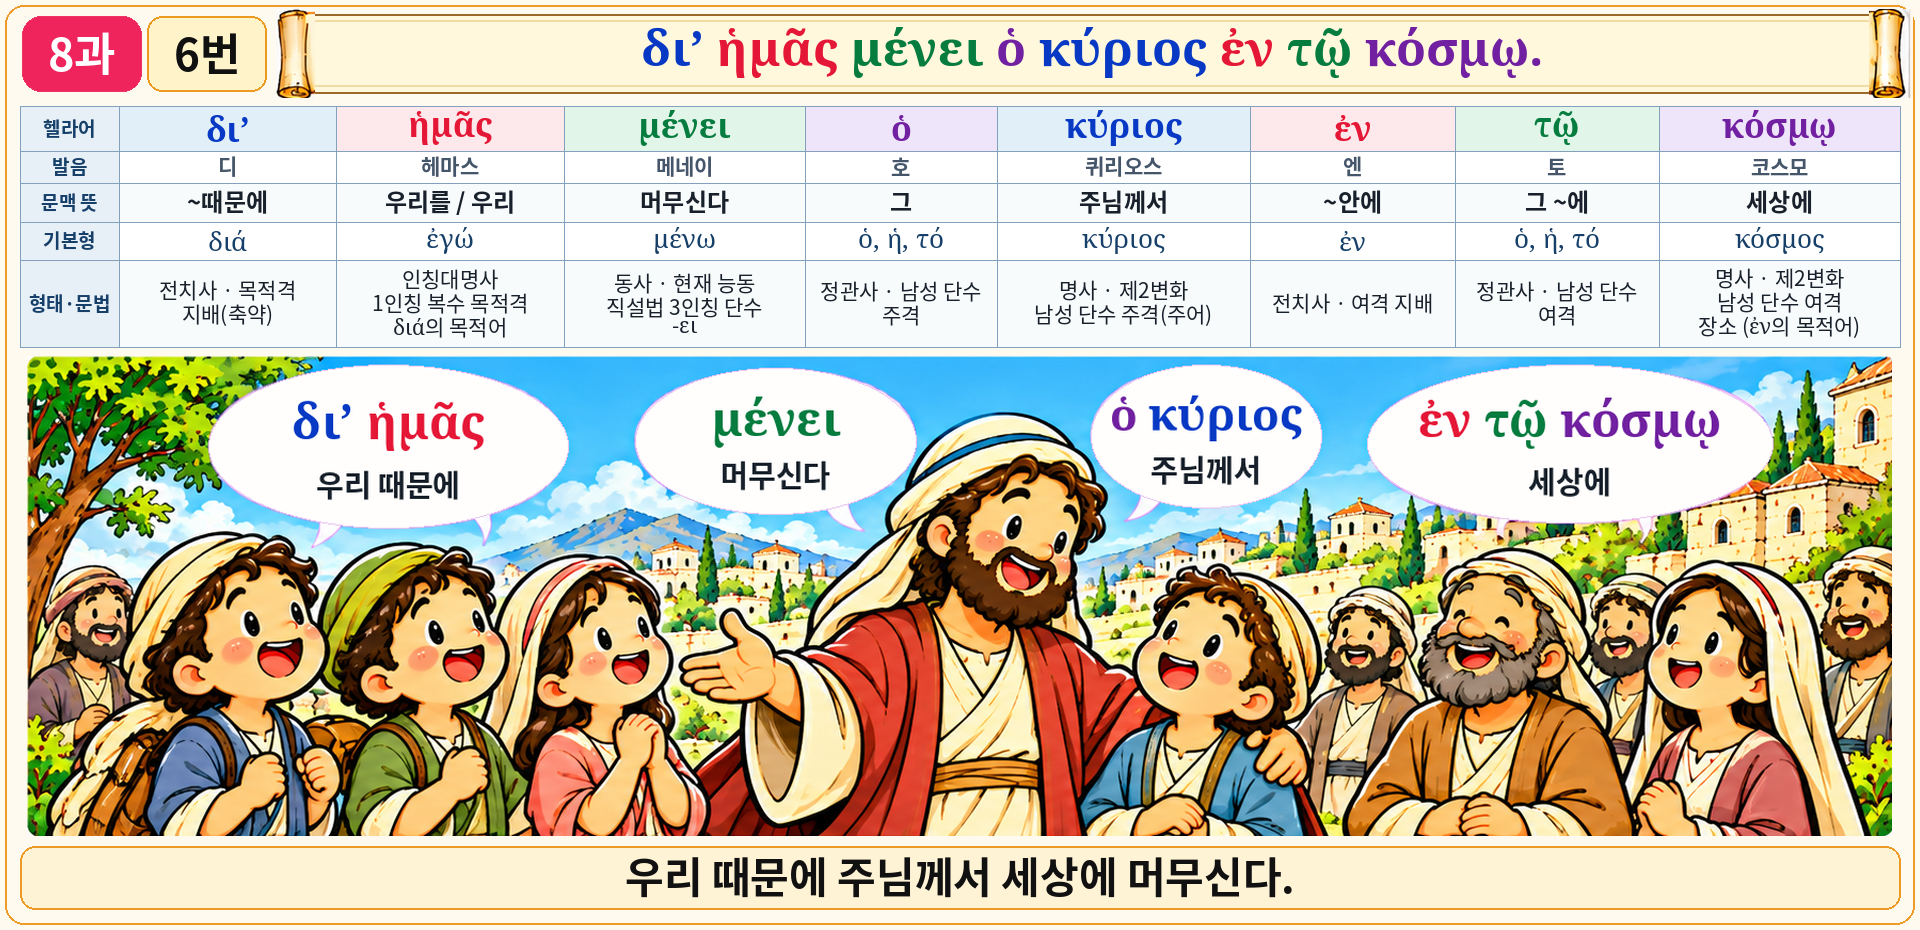 8과 6번 δι’ ἡμᾶς μένει ὁ κύριος ἐν τῷ κόσμῳ.
헬라어 δι’ ἡμᾶς μένει ὁ κύριος ἐν τῷ κόσμῳ
발음 디 헤마스 메네이 호 퀴리오스 엔 토 코스모
문맥 뜻 ~때문에 우리를 / 우리 머무신다 그 주님께서 ~안에 그 ~에 세상에
기본형 διά ἐγώ μένω ὁ, ἡ, τό κύριος ἐν ὁ, ἡ, τό κόσμος
형태·문법
전치사 · 목적격
지배(축약)
인칭대명사
1인칭 복수 목적격
διά의 목적어
동사 · 현재 능동
직설법 3인칭 단수
-ει
정관사 · 남성 단수
주격
명사 · 제2변화
남성 단수 주격(주어)
전치사 · 여격 지배
정관사 · 남성 단수
여격
명사 · 제2변화
남성 단수 여격
장소 (ἐν의 목적어)
δι’ ἡμᾶς
우리 때문에
μένει
머무신다
ὁ κύριος
주님께서
ἐν τῷ κόσμῳ
세상에
우리 때문에 주님께서 세상에 머무신다.